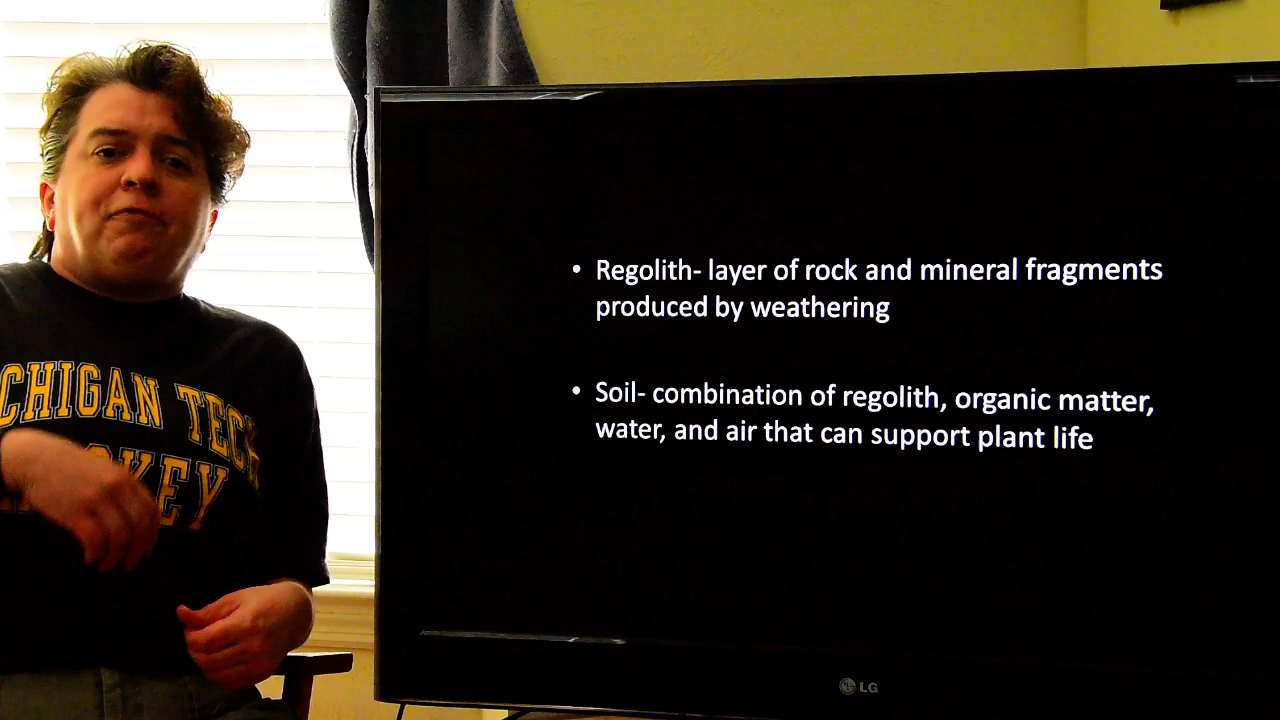 CHIGAN TECH
HOCKEY
• Regolith- layer of rock and mineral fragments
produced by weathering
• Soil- combination of regolith, organic matter,
water, and air that can support plant life
LG